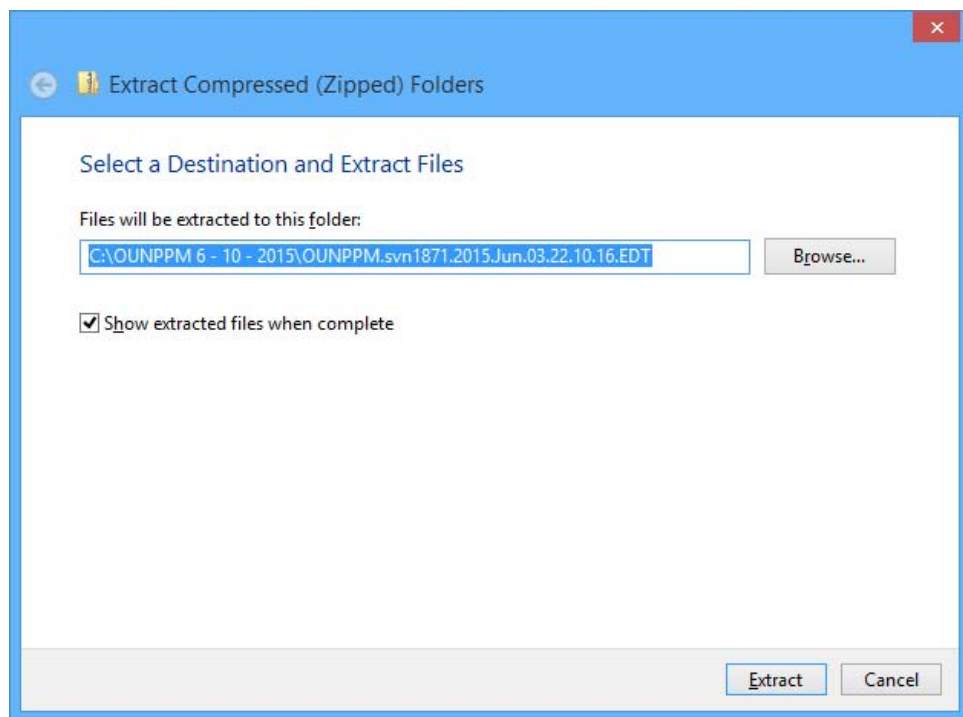 Extract Compressed (Zipped) Folders
Select a Destination and Extract Files
Files will be extracted to this folder:
C:\OUNPPM 6 - 10 - 2015\OUNPPM.svn1871.2015.Jun.03.22.10.16.EDT
Browse...
Show extracted files when complete
Extract
Cancel